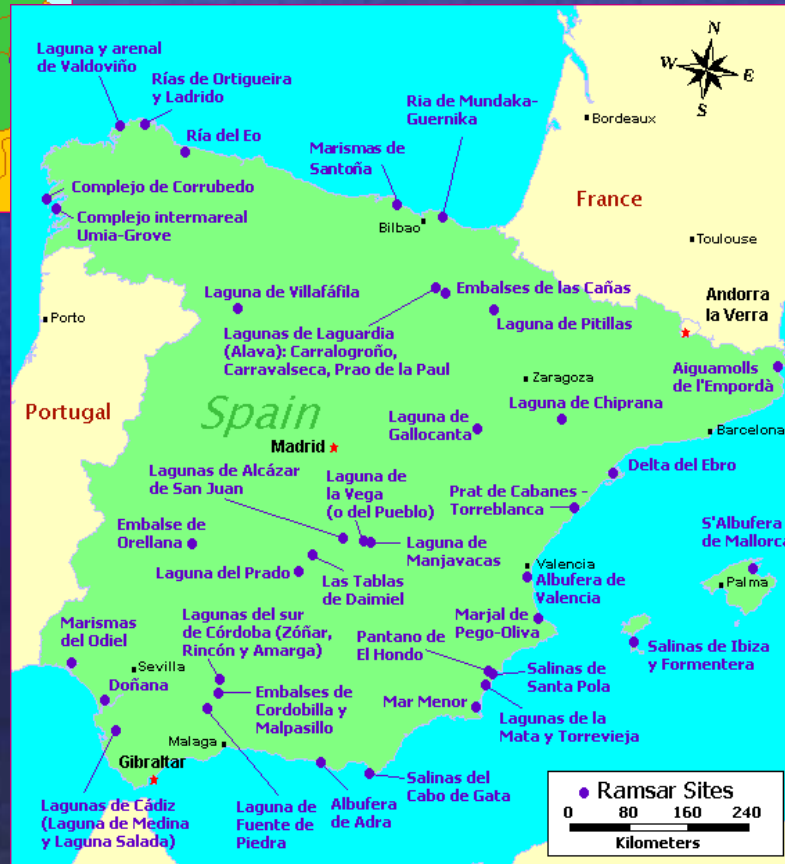 N
W
E
S
Laguna y arenal
de Valdoviño
Rías de Ortigueira
y Ladrido
Ría del Eo
Ria de Mundaka-
Guernika
Marismas de
Santoña
Bordeaux
Complejo de Corrubedo
Complejo intermareal
Umia-Grove
Bilbao
France
Toulouse
Laguna de Villafáfila
Embalses de las Cañas
Andorra
la Verra
Porto
Laguna de Pitillas
Lagunas de Laguardia
(Alava): Carralogroño,
Carravalseca, Prao de la Paul
Aiguamolls
de l'Empordà
Zaragoza
Portugal
Spain
Laguna de Chiprana
Laguna de
Gallocanta
Barcelona
Madrid
Delta del Ebro
Lagunas de Alcázar
de San Juan
Laguna de
la Vega
(o del Pueblo)
Prat de Cabanes -
Torreblanca
Embalse de
Orellana
S'Albufera
de Mallorca
Laguna de
Manjavacas
Valencia
Laguna del Prado
Las Tablas
de Daimiel
Albufera de
Valencia
Palma
Marismas
del Odiel
Lagunas del sur
de Córdoba (Zóñar,
Rincón y Amarga)
Marjal de
Pego-Oliva
Pantano de
El Hondo
Salinas de Ibiza
y Formentera
Sevilla
Salinas de
Santa Pola
Doñana
Embalses de
Cordobilla y
Malpasillo
Mar Menor
Lagunas de la
Mata y Torrevieja
Malaga
Gibraltar
Salinas del
Cabo de Gata
Lagunas de Cádiz
(Laguna de Medina
y Laguna Salada)
Laguna de
Fuente de
Piedra
Albufera
de Adra
Ramsar Sites
0 80 160 240
Kilometers